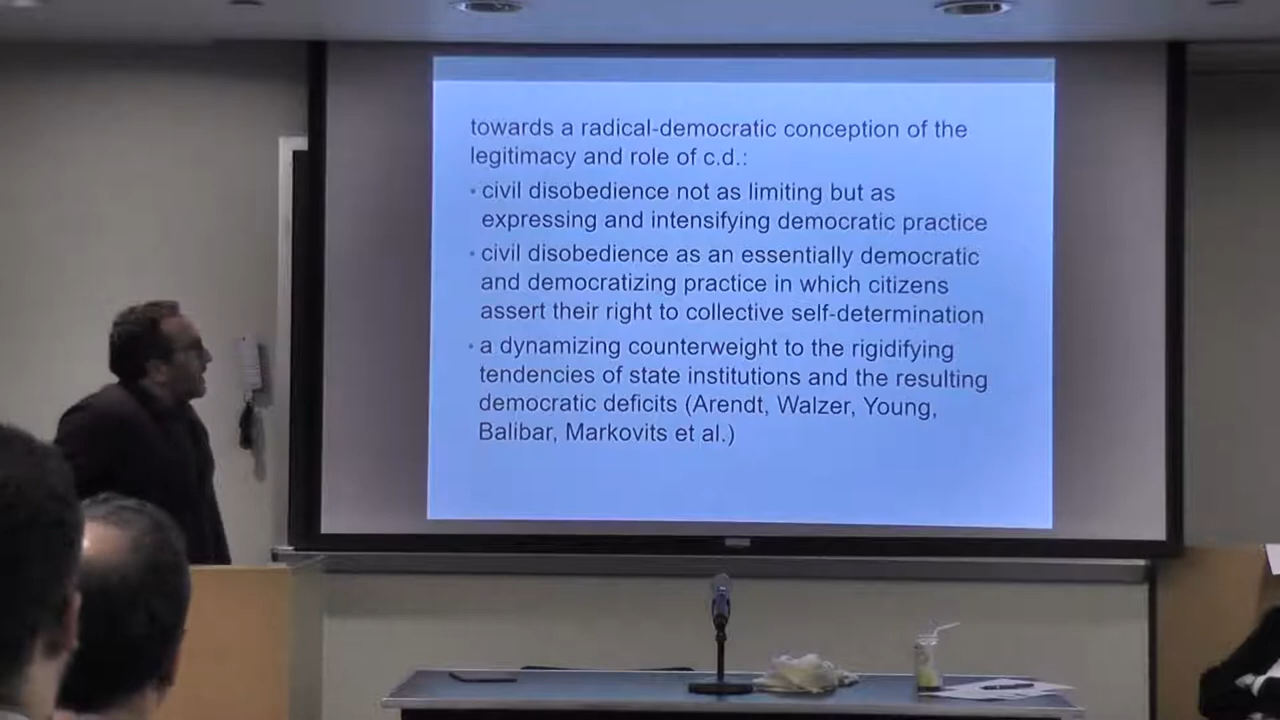 towards a radical-democratic conception of the
legitimacy and role of c.d.:
• civil disobedience not as limiting but as
expressing and intensifying democratic practice
• civil disobedience as an essentially democratic
and democratizing practice in which citizens
assert their right to collective self-determination
• a dynamizing counterweight to the rigidifying
tendencies of state institutions and the resulting
democratic deficits (Arendt, Walzer, Young,
Balibar, Markovits et al.)